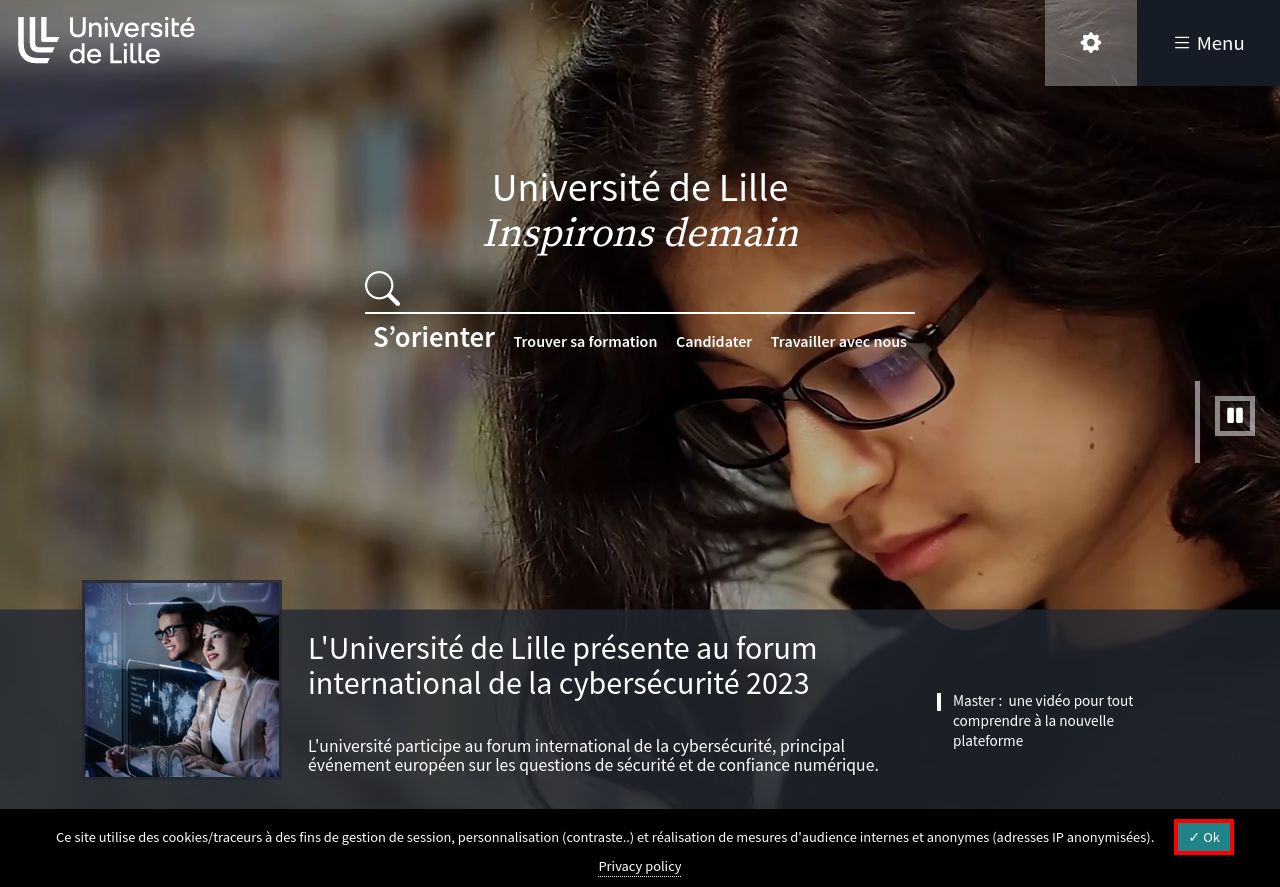 Université
de Lille
Menu
Université de Lille
Inspirons demain
S’orienter Trouver sa formation Candidater Travailler avec nous
L'Université de Lille présente au forum
international de la cybersécurité 2023
L'université participe au forum international de la cybersécurité, principal
événement européen sur les questions de sécurité et de confiance numérique.
Master : une vidéo pour tout
comprendre à la nouvelle
plateforme
Ce site utilise des cookies/traceurs à des fins de gestion de session, personnalisation (contraste..) et réalisation de mesures d'audience internes et anonymes (adresses IP anonymisées).
✓ Ok
Privacy policy